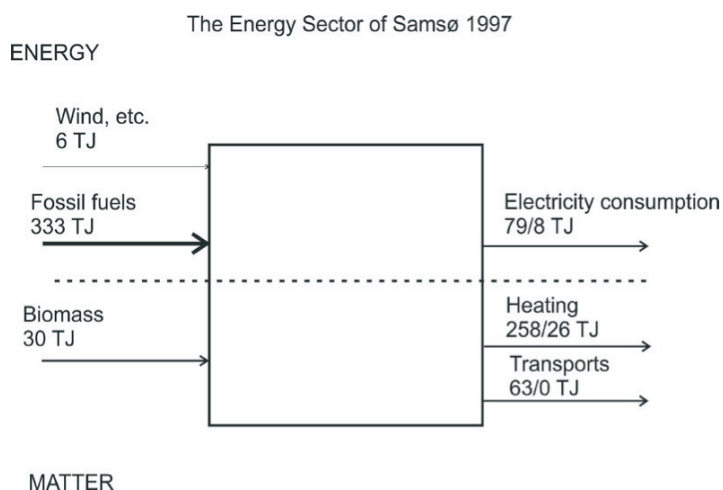 The Energy Sector of Samsø 1997
ENERGY
Wind, etc.
6 TJ
Fossil fuels
333 TJ
Electricity consumption
79/8 TJ
Biomass
30 TJ
Heating
258/26 TJ
Transports
63/0 TJ
MATTER